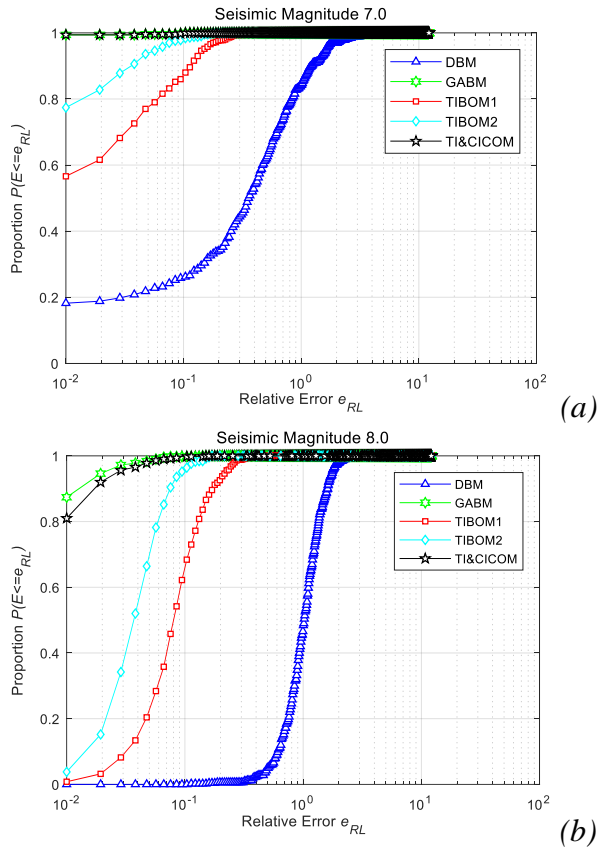 Seisimic Magnitude 7.0
1
0.8
0.6
0.4
0.2
0
Proportion P(E<=e_RL)
DBM
GABM
TIBOM1
TIBOM2
TI&CICOM
10^-2 10^-1 10^0 10^1 10^2
Relative Error e_RL
(a)
Seisimic Magnitude 8.0
1
0.8
0.6
0.4
0.2
0
Proportion P(E<=e_RL)
DBM
GABM
TIBOM1
TIBOM2
TI&CICOM
10^-2 10^-1 10^0 10^1 10^2
Relative Error e_RL
(b)